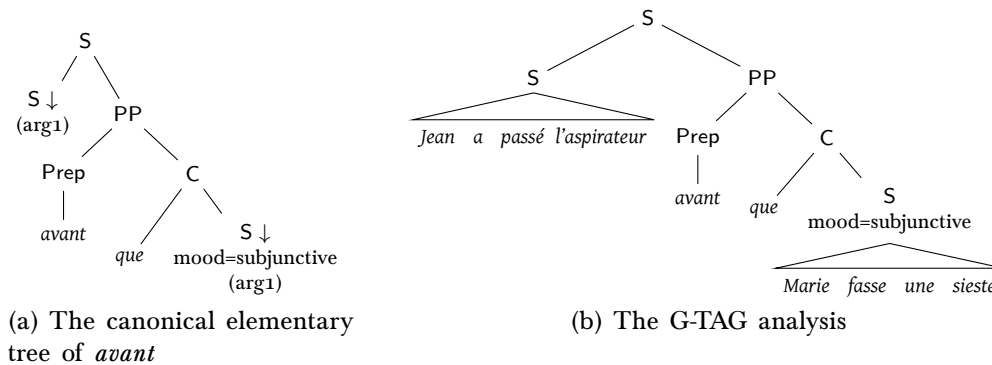 S
S ↓
(arg1)
PP
Prep
C
avant
que
S ↓
mood=subjunctive
(arg1)
(a) The canonical elementary
tree of avant
S
S
PP
Jean a passé l'aspirateur
Prep
C
avant
que
S
mood=subjunctive
Marie fasse une sieste
(b) The G-TAG analysis